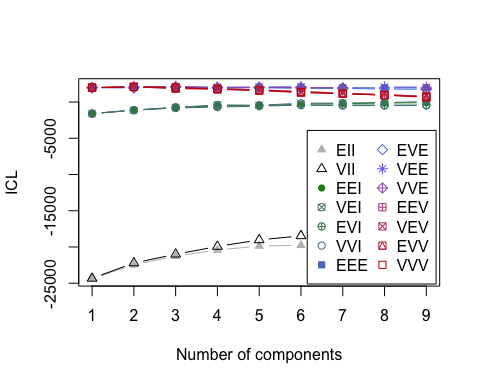 ICL
-5000
-15000
-25000
EII EVE
VII VEE
EEI VVE
VEI EEV
EVI VEV
VVI EVV
EEE VVV
1 2 3 4 5 6 7 8 9
Number of components